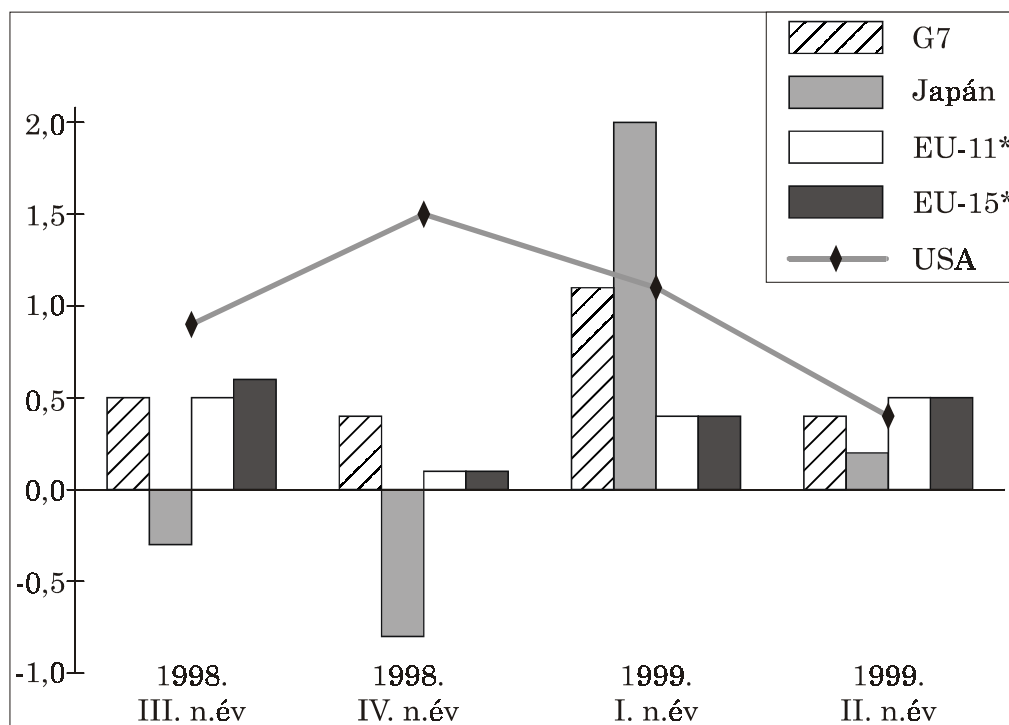 G7
Japán
EU-11*
EU-15*
USA
2,0
1,5
1,0
0,5
0,0
-0,5
-1,0
1998.
III. n.év
1998.
IV. n.év
1999.
I. n.év
1999.
II. n.év